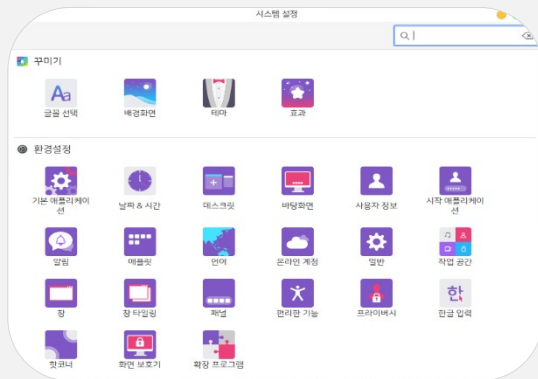 시스템 설정
꾸미기
글꼴 선택
배경화면
테마
효과
환경설정
기본 애플리케이
션
날짜 & 시간
데스크릿
바탕화면
사용자 정보
시작 애플리케이
션
알림
애플릿
언어
온라인 계정
일반
작업 공간
창
창 타일링
패널
편리한 기능
프라이버시
한글 입력
핫코너
화면 보호기
확장 프로그램